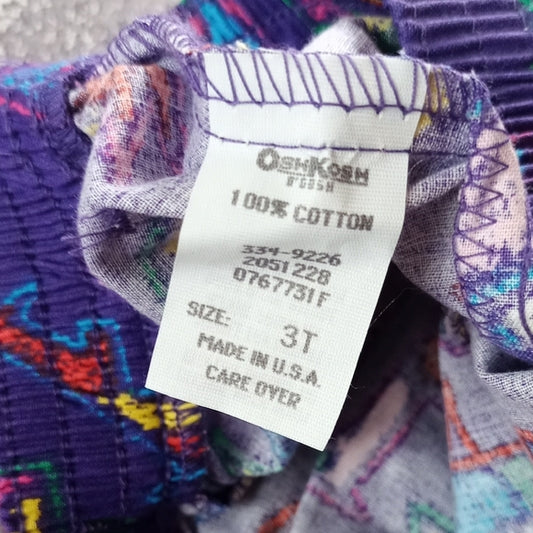 OSHKOSH
B'GOSH
100% COTTON
334-9226
2051228
0767731F
SIZE: 3T
MADE IN U.S.A.
CARE OVER